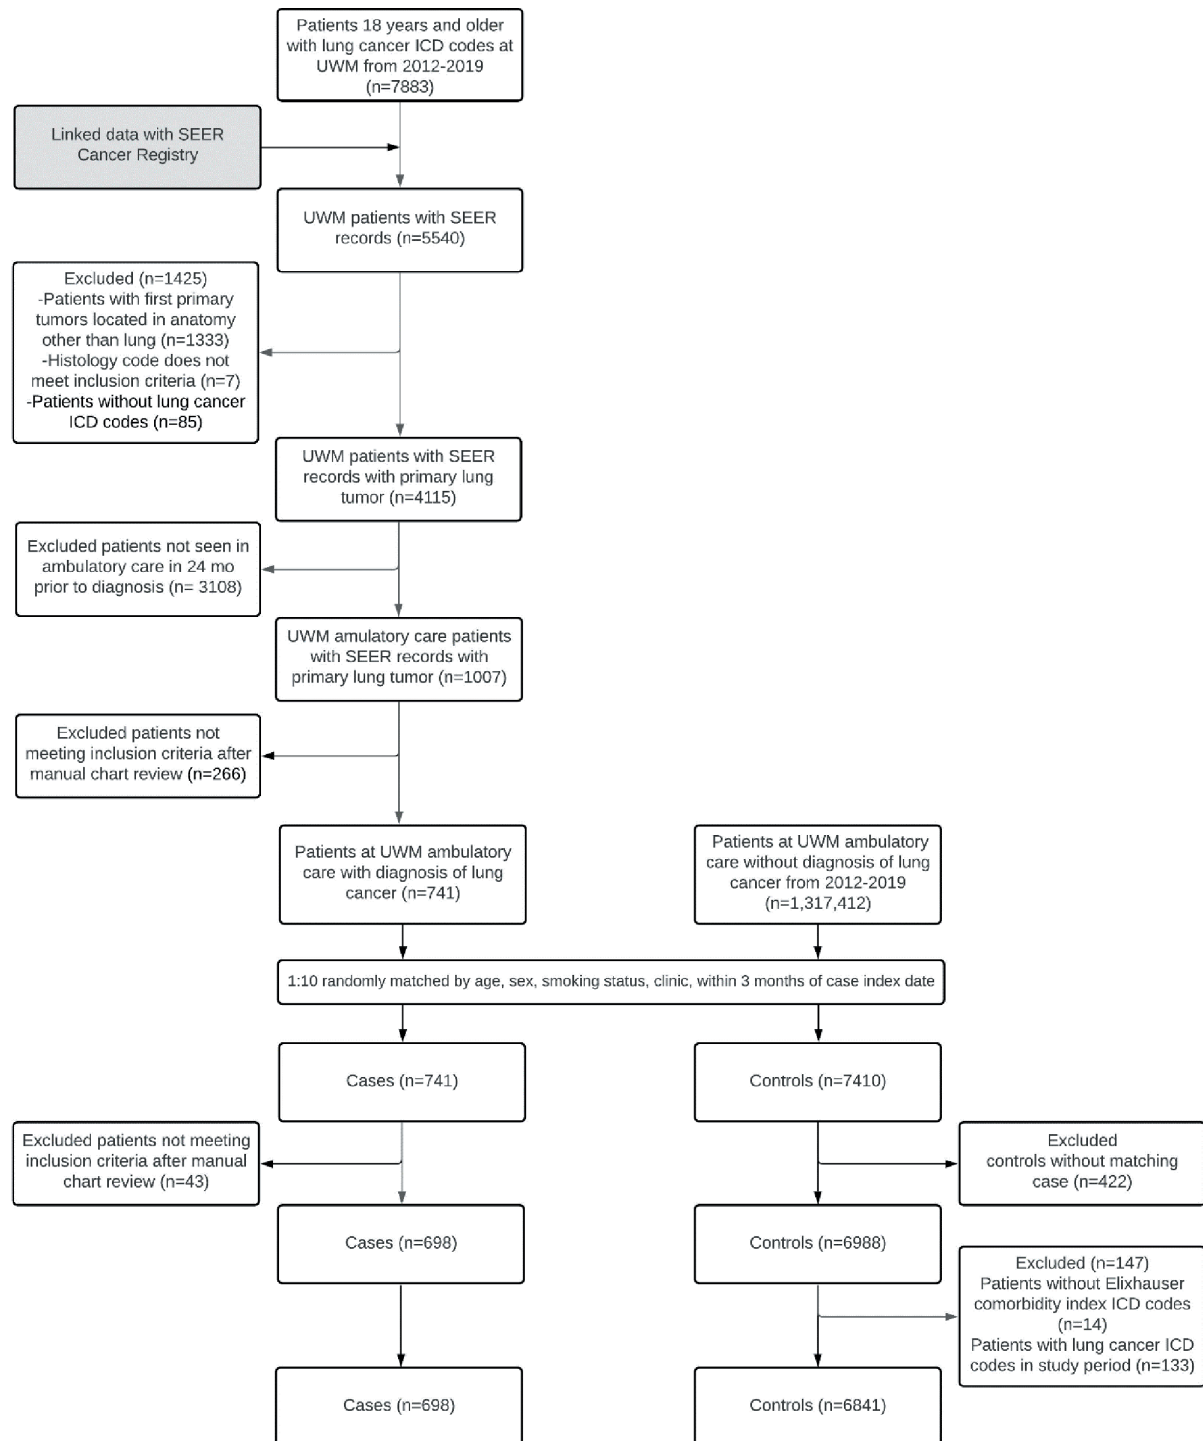 Patients 18 years and older
with lung cancer ICD codes at
UWM from 2012-2019
(n=7883)
Linked data with SEER
Cancer Registry
UWM patients with SEER
records (n=5540)
Excluded (n=1425)
-Patients with first primary
tumors located in anatomy
other than lung (n=1333)
-Histology code does not
meet inclusion criteria (n=7)
-Patients without lung cancer
ICD codes (n=85)
UWM patients with SEER
records with primary lung
tumor (n=4115)
Excluded patients not seen in
ambulatory care in 24 mo
prior to diagnosis (n= 3108)
UWM amulatory care patients
with SEER records with
primary lung tumor (n=1007)
Excluded patients not
meeting inclusion criteria after
manual chart review (n=266)
Patients at UWM ambulatory
care with diagnosis of lung
cancer (n=741)
Patients at UWM ambulatory
care without diagnosis of lung
cancer from 2012-2019
(n=1,317,412)
1:10 randomly matched by age, sex, smoking status, clinic, within 3 months of case index date
Cases (n=741)
Controls (n=7410)
Excluded patients not meeting
inclusion criteria after manual
chart review (n=43)
Excluded
controls without matching
case (n=422)
Cases (n=698)
Controls (n=6988)
Excluded (n=147)
Patients without Elixhauser
comorbidity index ICD codes
(n=14)
Patients with lung cancer ICD
codes in study period (n=133)
Cases (n=698)
Controls (n=6841)